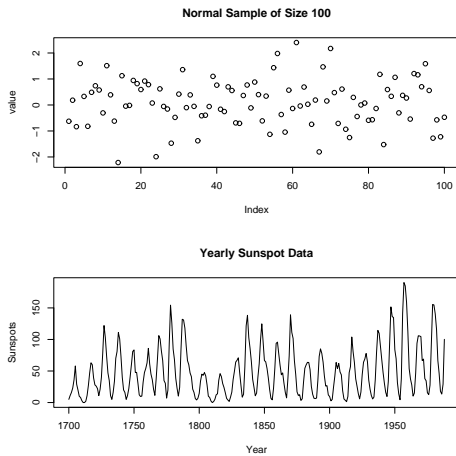 Normal Sample of Size 100
value
2
1
0
-1
-2
0 20 40 60 80 100
Index
Yearly Sunspot Data
Sunspots
150
100
50
0
1700 1750 1800 1850 1900 1950
Year